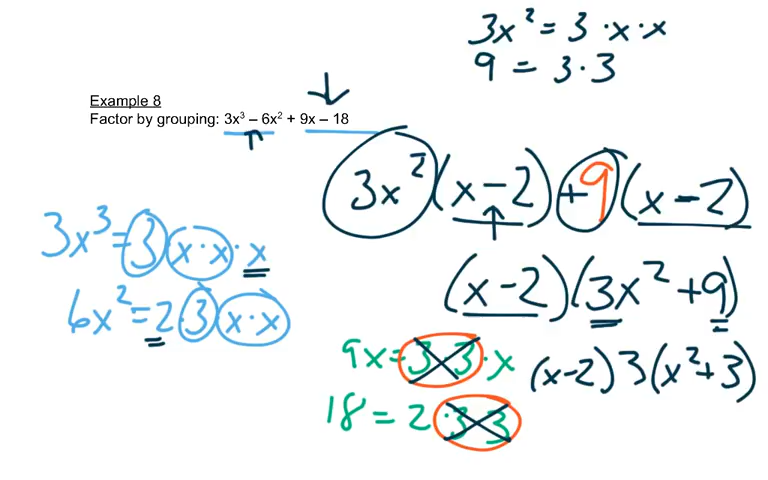 3x² = 3 · x · x
9 = 3 · 3
Example 8
Factor by grouping: 3x³ – 6x² + 9x – 18
3x² (x – 2) + 9 (x – 2)
3x³ = 3 x · x · x
6x² = 2 3 x · x
(x – 2)(3x² + 9)
9x = 3 3 · x
(x – 2) 3 (x² + 3)
18 = 2 · 3 3